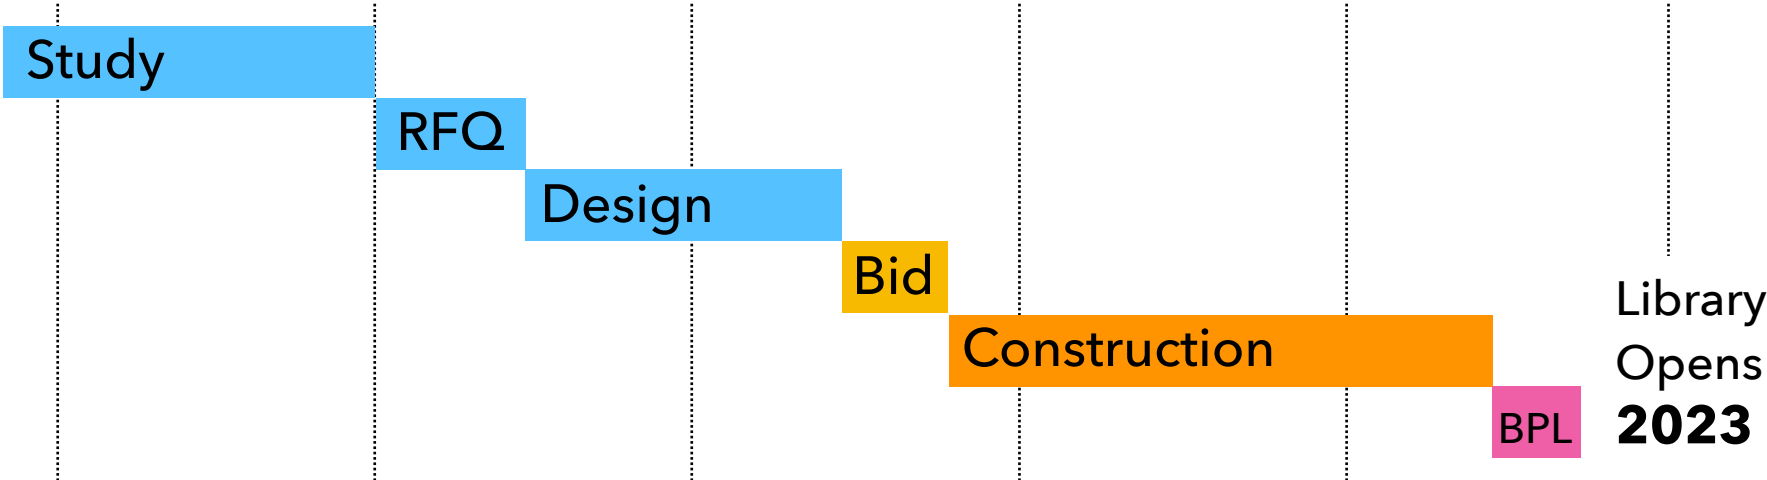 Study
RFQ
Design
Bid
Construction
BPL
Library
Opens
2023